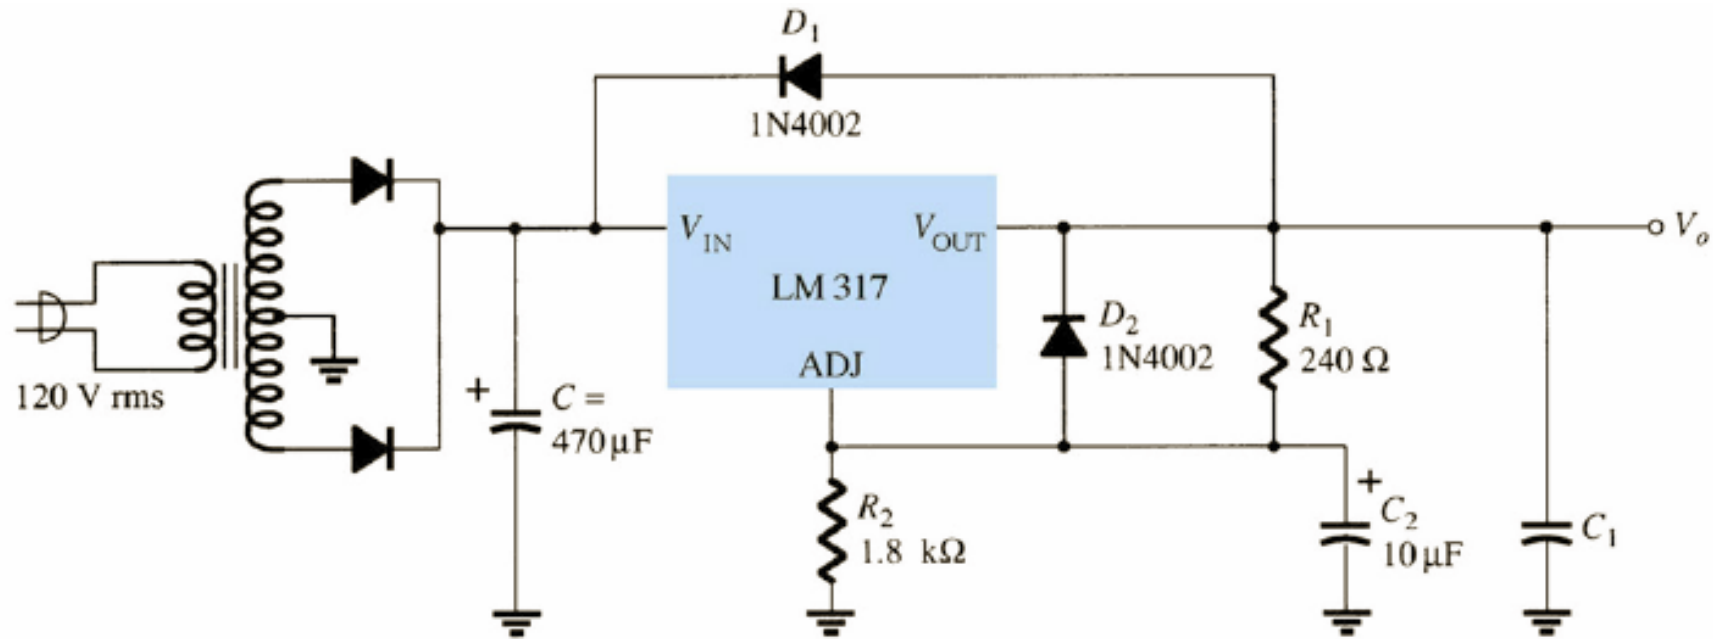 D1
1N4002
VIN
VOUT
Vo
LM 317
ADJ
D2
1N4002
R1
240 Ω
120 V rms
+
C =
470 µF
R2
1.8 kΩ
+
C2
10 µF
C1